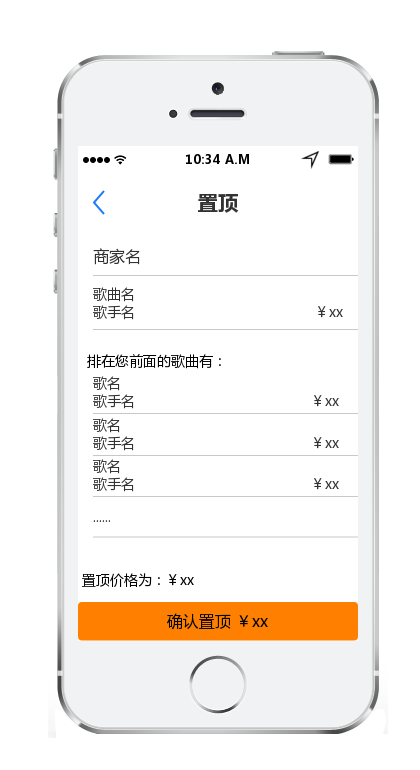 10:34 A.M
置顶
商家名
歌曲名
歌手名 ￥xx
排在您前面的歌曲有：
歌名
歌手名 ￥xx
歌名
歌手名 ￥xx
歌名
歌手名 ￥xx
......
置顶价格为：￥xx
确认置顶 ￥xx